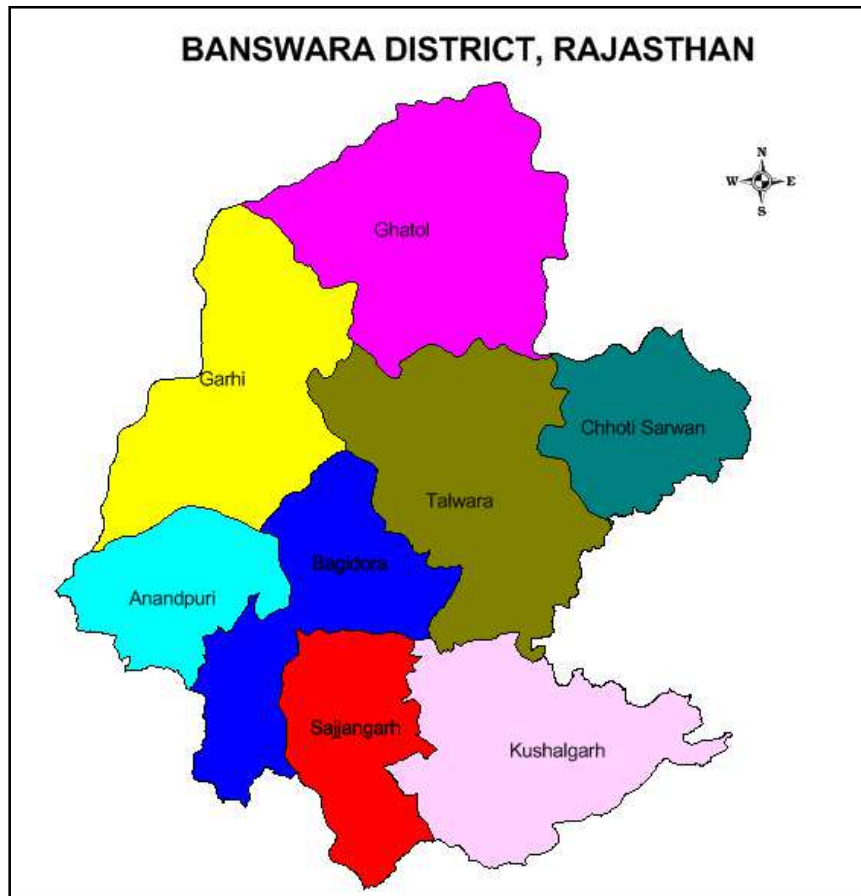 BANSWARA DISTRICT, RAJASTHAN
N
W E
S
Ghatol
Garhi
Chhoti Sarwan
Talwara
Bagidora
Anandpuri
Sajjangarh
Kushalgarh